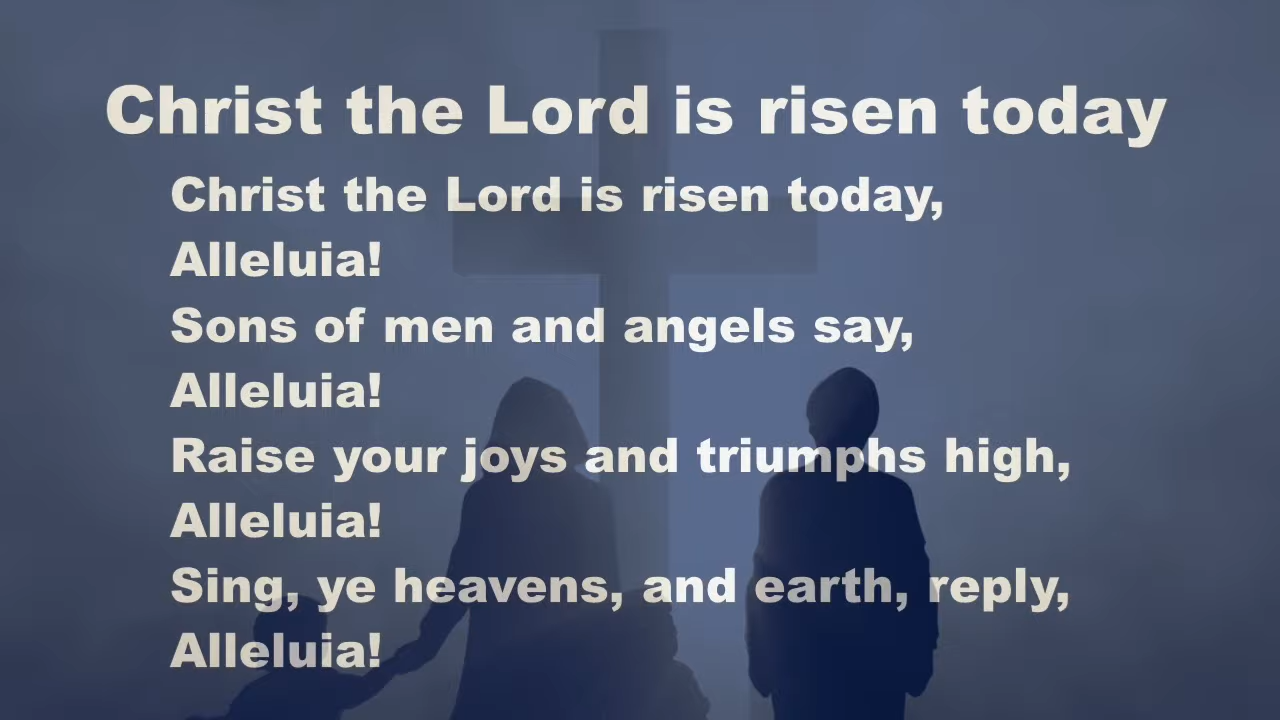 Christ the Lord is risen today
Christ the Lord is risen today,
Alleluia!
Sons of men and angels say,
Alleluia!
Raise your joys and triumphs high,
Alleluia!
Sing, ye heavens, and earth, reply,
Alleluia!